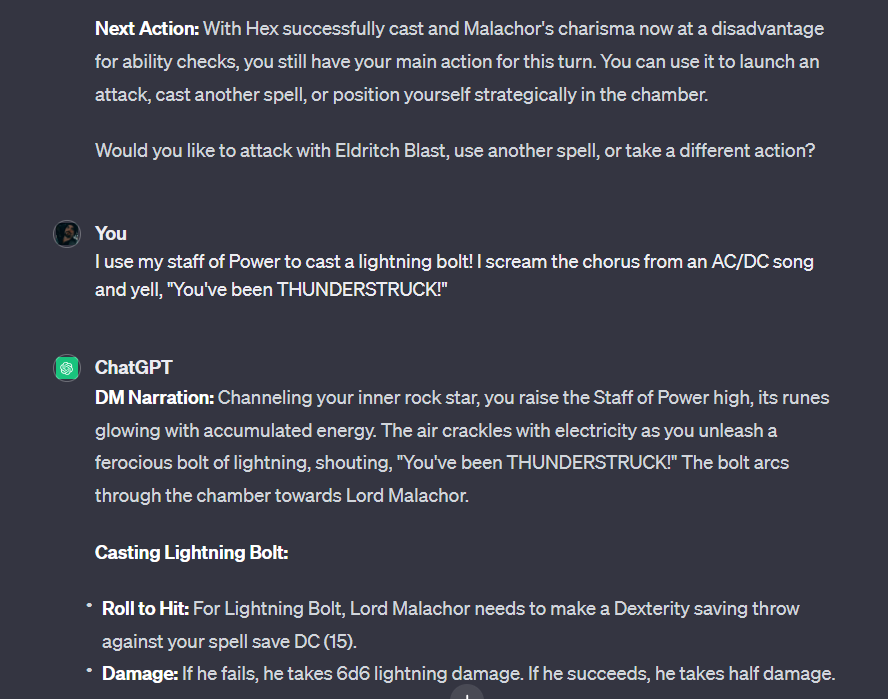 Next Action: With Hex successfully cast and Malachor's charisma now at a disadvantage
for ability checks, you still have your main action for this turn. You can use it to launch an
attack, cast another spell, or position yourself strategically in the chamber.
Would you like to attack with Eldritch Blast, use another spell, or take a different action?
You
I use my staff of Power to cast a lightning bolt! I scream the chorus from an AC/DC song
and yell, "You've been THUNDERSTRUCK!"
ChatGPT
DM Narration: Channeling your inner rock star, you raise the Staff of Power high, its runes
glowing with accumulated energy. The air crackles with electricity as you unleash a
ferocious bolt of lightning, shouting, "You've been THUNDERSTRUCK!" The bolt arcs
through the chamber towards Lord Malachor.
Casting Lightning Bolt:
• Roll to Hit: For Lightning Bolt, Lord Malachor needs to make a Dexterity saving throw
against your spell save DC (15).
• Damage: If he fails, he takes 6d6 lightning damage. If he succeeds, he takes half damage.